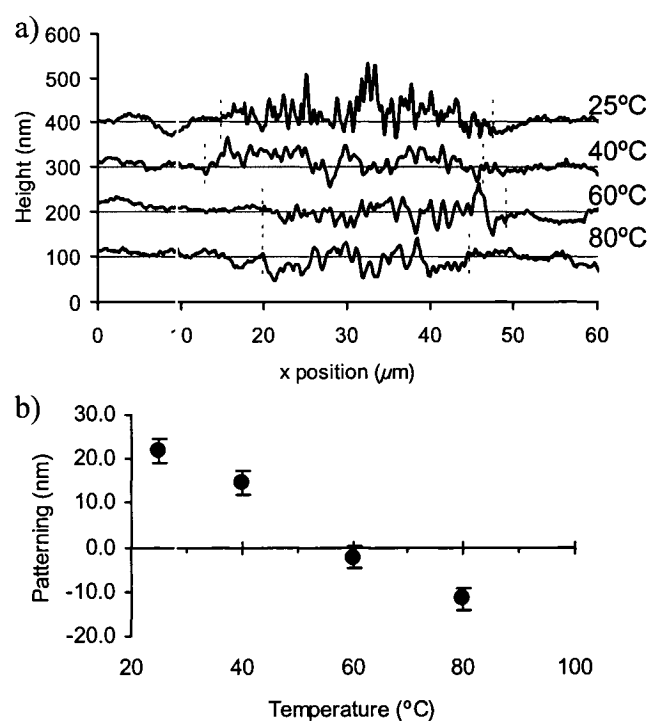 a)
600
500
400
300
200
100
0
Height (nm)
25ºC
40ºC
60ºC
80ºC
0 10 20 30 40 50 60
x position (µm)
b)
30.0
20.0
10.0
0.0
-10.0
-20.0
Patterning (nm)
20 40 60 80 100
Temperature (ºC)